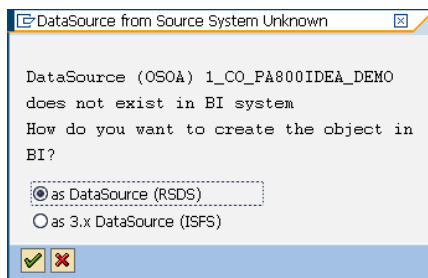 DataSource from Source System Unknown
DataSource (OSOA) 1_CO_PA800IDEA_DEMO
does not exist in BI system
How do you want to create the object in
BI?
as DataSource (RSDS)
as 3.x DataSource (ISFS)